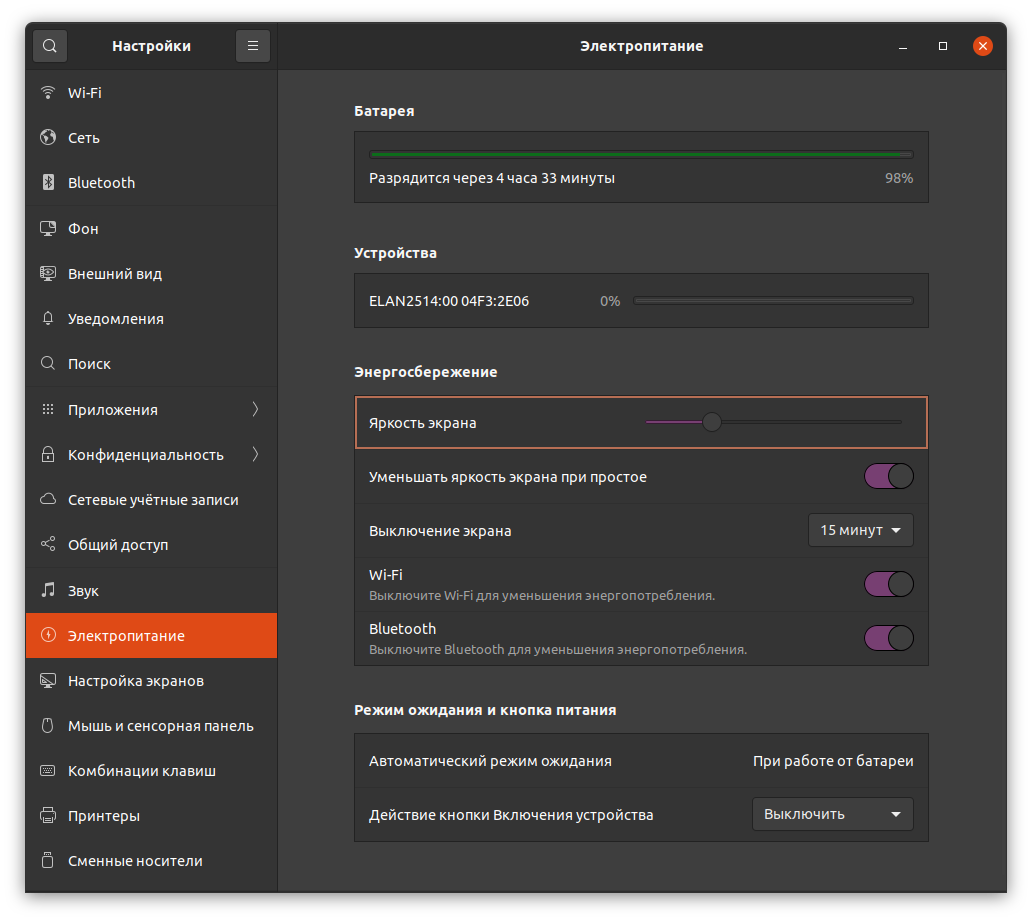 Настройки
Электропитание
Wi-Fi
Сеть
Bluetooth
Фон
Внешний вид
Уведомления
Поиск
Приложения
Конфиденциальность
Сетевые учётные записи
Общий доступ
Звук
Электропитание
Настройка экранов
Мышь и сенсорная панель
Комбинации клавиш
Принтеры
Сменные носители
Батарея
Разрядится через 4 часа 33 минуты 98%
Устройства
ELAN2514:00 04F3:2E06 0%
Энергосбережение
Яркость экрана
Уменьшать яркость экрана при простое
Выключение экрана 15 минут
Wi-Fi
Выключите Wi-Fi для уменьшения энергопотребления.
Bluetooth
Выключите Bluetooth для уменьшения энергопотребления.
Режим ожидания и кнопка питания
Автоматический режим ожидания При работе от батареи
Действие кнопки Включения устройства Выключить